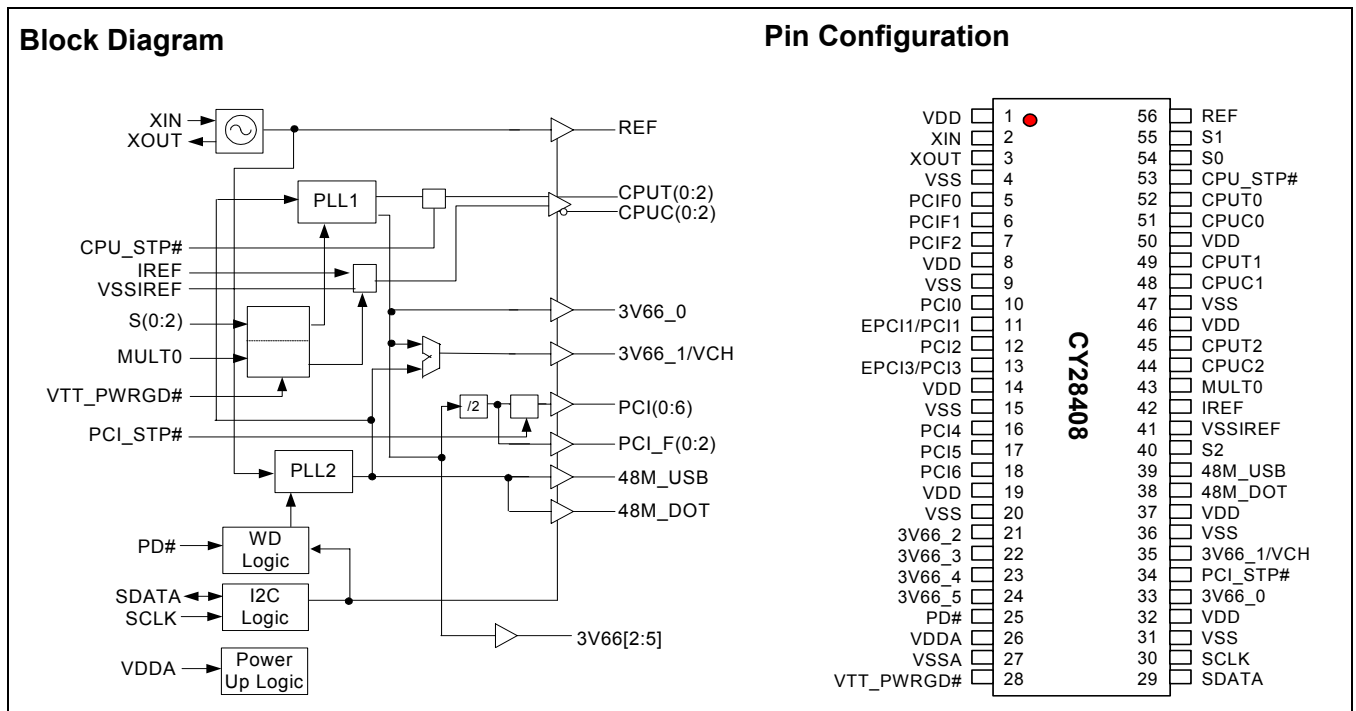 Block Diagram
XIN
XOUT
REF
PLL1
CPUT(0:2)
CPUC(0:2)
CPU_STP#
IREF
VSSIREF
S(0:2)
3V66_0
MULT0
3V66_1/VCH
VTT_PWRGD#
/2
PCI(0:6)
PCI_STP#
PCI_F(0:2)
PLL2
48M_USB
48M_DOT
PD#
WD
Logic
SDATA
SCLK
I2C
Logic
3V66[2:5]
VDDA
Power
Up Logic
Pin Configuration
VDD 1 56 REF
XIN 2 55 S1
XOUT 3 54 S0
VSS 4 53 CPU_STP#
PCIF0 5 52 CPUT0
PCIF1 6 51 CPUC0
PCIF2 7 50 VDD
VDD 8 49 CPUT1
VSS 9 48 CPUC1
PCI0 10 47 VSS
EPCI1/PCI1 11 46 VDD
PCI2 12 45 CPUT2
EPCI3/PCI3 13 44 CPUC2
VDD 14 43 MULT0
VSS 15 42 IREF
PCI4 16 41 VSSIREF
PCI5 17 40 S2
PCI6 18 39 48M_USB
VDD 19 38 48M_DOT
VSS 20 37 VDD
3V66_2 21 36 VSS
3V66_3 22 35 3V66_1/VCH
3V66_4 23 34 PCI_STP#
3V66_5 24 33 3V66_0
PD# 25 32 VDD
VDDA 26 31 VSS
VSSA 27 30 SCLK
VTT_PWRGD# 28 29 SDATA
CY28408